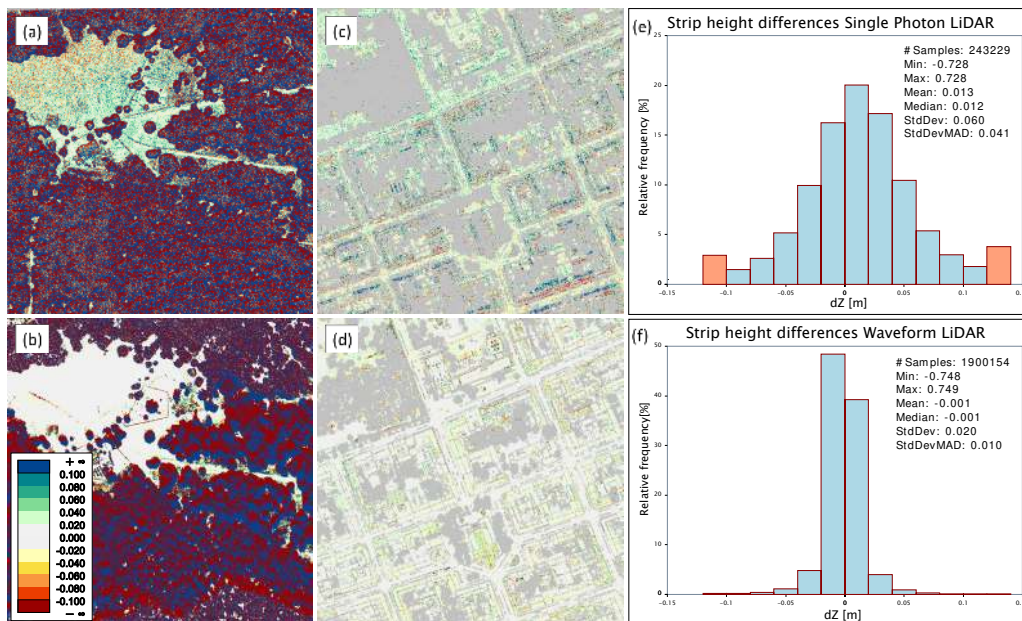 (a)
(c)
(b)
(d)
+ ∞
0.100
0.080
0.060
0.040
0.020
0.000
-0.020
-0.040
-0.060
-0.080
-0.100
− ∞
(e)
Strip height differences Single Photon LiDAR
# Samples: 243229
Min: -0.728
Max: 0.728
Mean: 0.013
Median: 0.012
StdDev: 0.060
StdDevMAD: 0.041
Relative frequency [%]
25
20
15
10
5
0
-0.15
-0.1
-0.05
0
0.05
0.1
0.
dZ [m]
(f)
Strip height differences Waveform LiDAR
# Samples: 1900154
Min: -0.748
Max: 0.749
Mean: -0.001
Median: -0.001
StdDev: 0.020
StdDevMAD: 0.010
Relative frequency[%]
50
40
30
20
10
0
-0.15
-0.1
-0.05
0
0.05
0.1
0.
dZ [m]